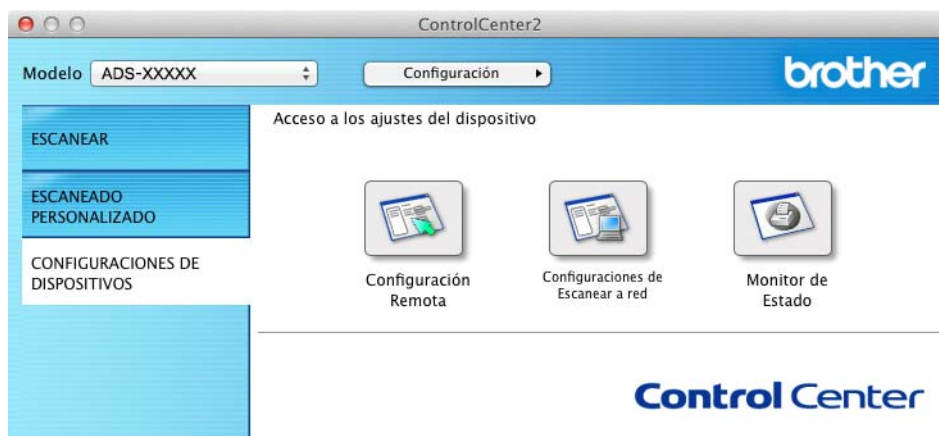 ControlCenter2
Modelo ADS-XXXXX Configuración brother
ESCANEAR
ESCANEADO
PERSONALIZADO
CONFIGURACIONES DE
DISPOSITIVOS
Acceso a los ajustes del dispositivo
Configuración
Remota
Configuraciones de
Escanear a red
Monitor de
Estado
Control Center